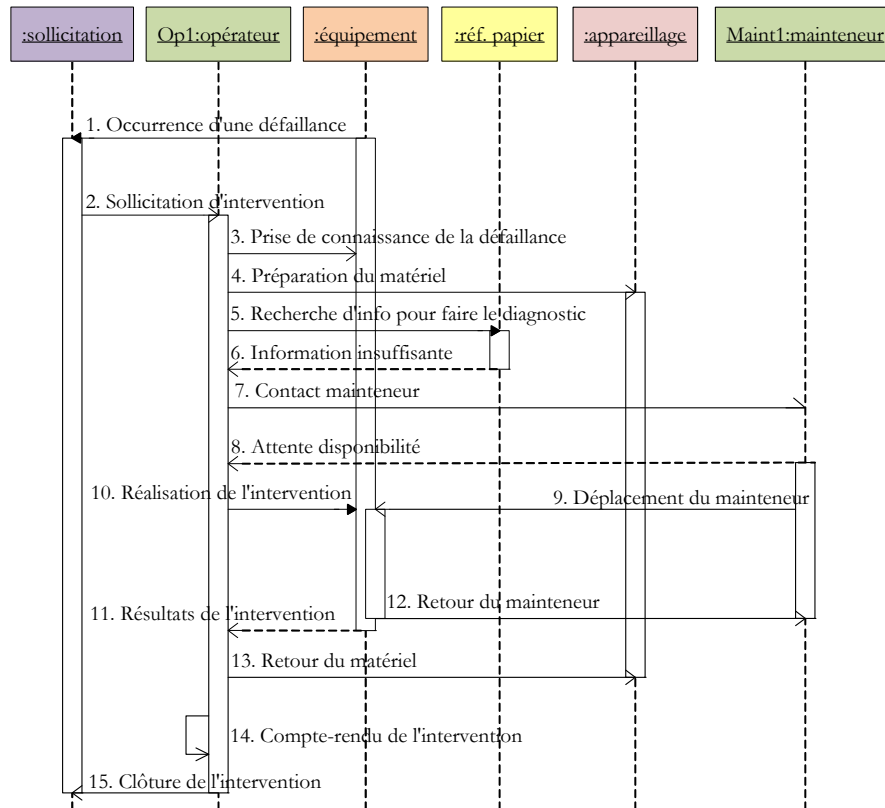 :sollicitation
Op1:opérateur
:équipement
:réf. papier
:appareillage
Maint1:mainteneur
1. Occurrence d'une défaillance
2. Sollicitation d'intervention
3. Prise de connaissance de la défaillance
4. Préparation du matériel
5. Recherche d'info pour faire le diagnostic
6. Information insuffisante
7. Contact mainteneur
8. Attente disponibilité
10. Réalisation de l'intervention
9. Déplacement du mainteneur
12. Retour du mainteneur
11. Résultats de l'intervention
13. Retour du matériel
14. Compte-rendu de l'intervention
15. Clôture de l'intervention